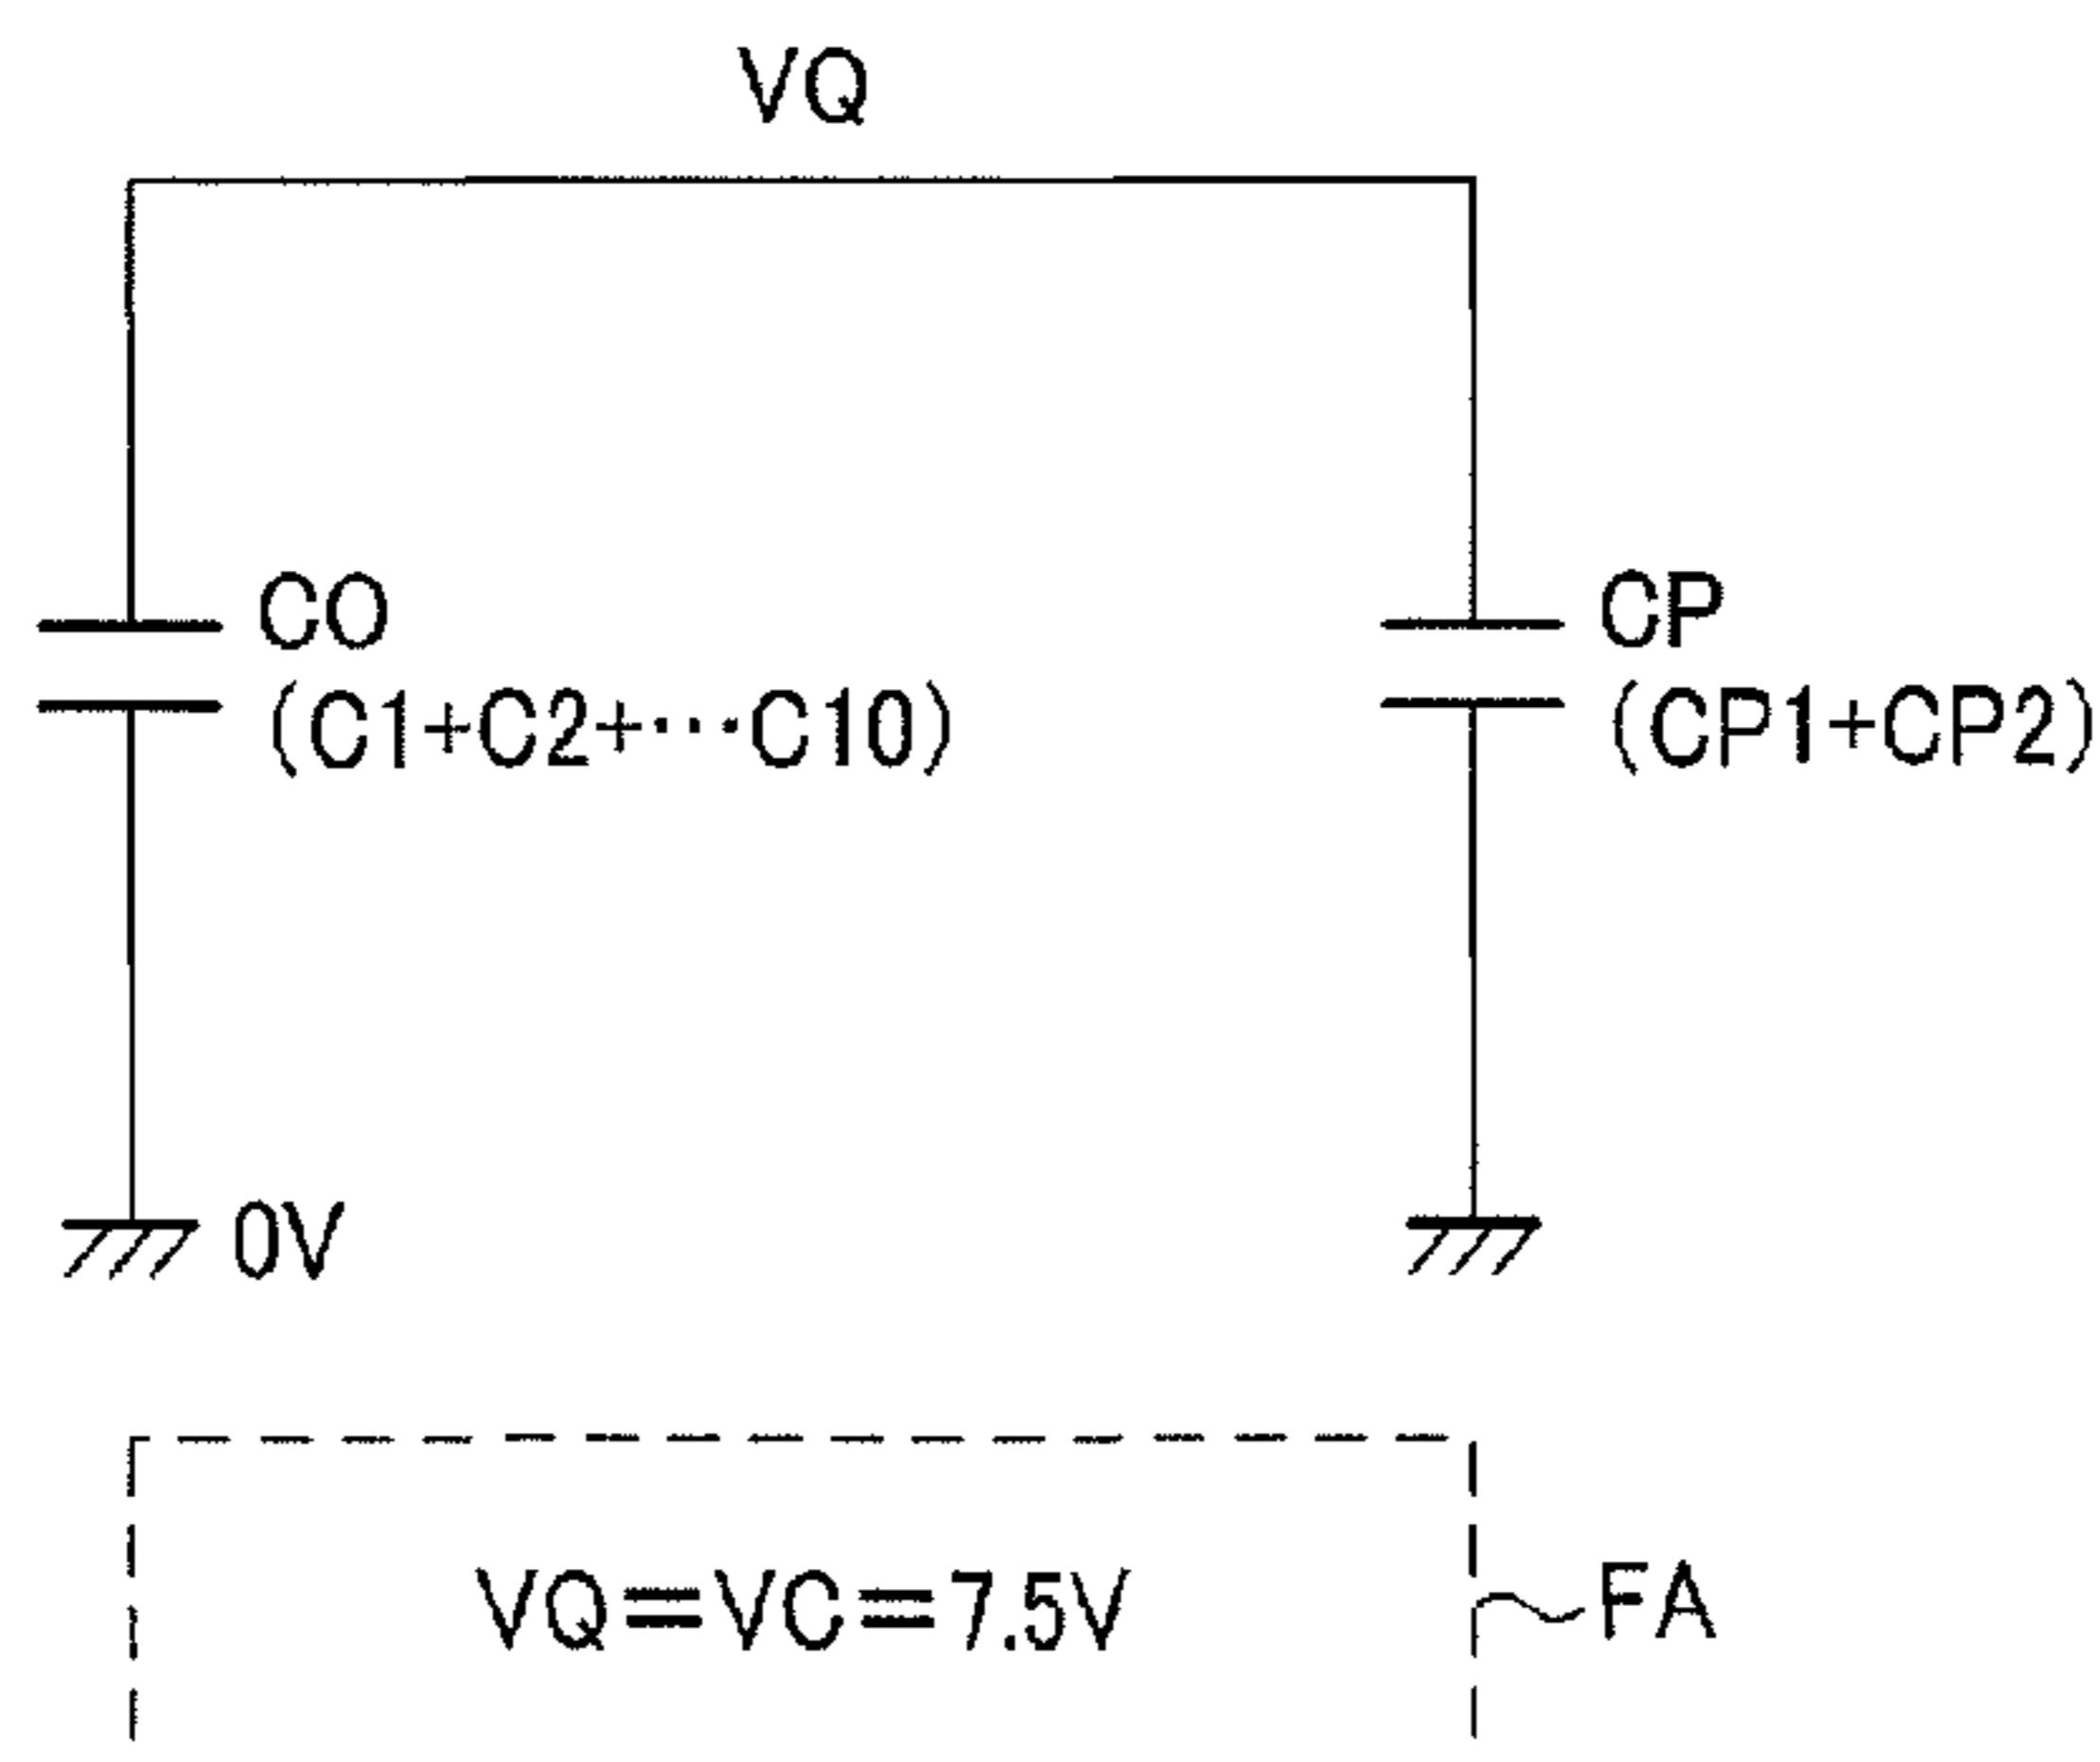 VQ
CO
(C1+C2+···C10)
CP
(CP1+CP2)
0V
VQ=VC=7.5V
FA